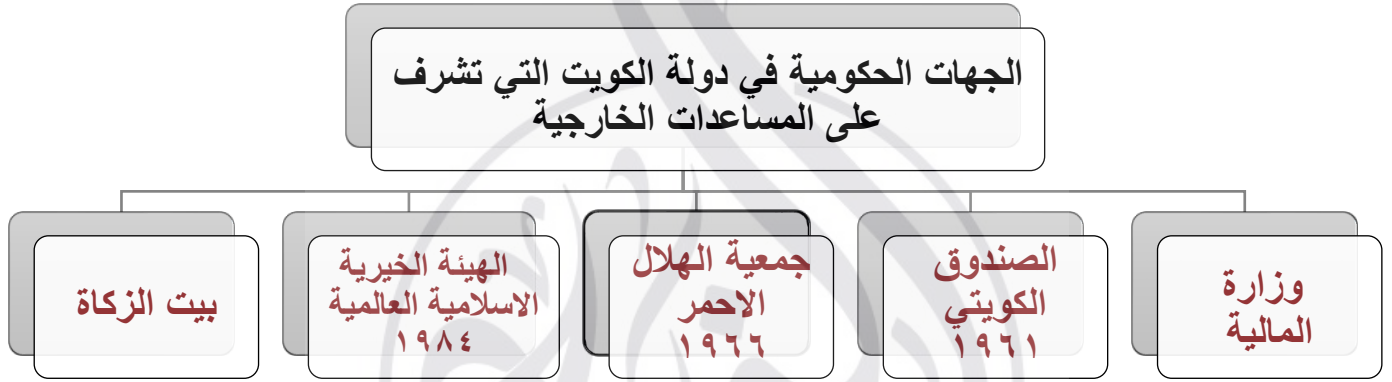 الجهات الحكومية في دولة الكويت التي تشرف
على المساعدات الخارجية
وزارة
المالية
الصندوق
الكويتي
١٩٦١
جمعية الهلال
الاحمر
١٩٦٦
الهيئة الخيرية
الاسلامية العالمية
١٩٨٤
بيت الزكاة